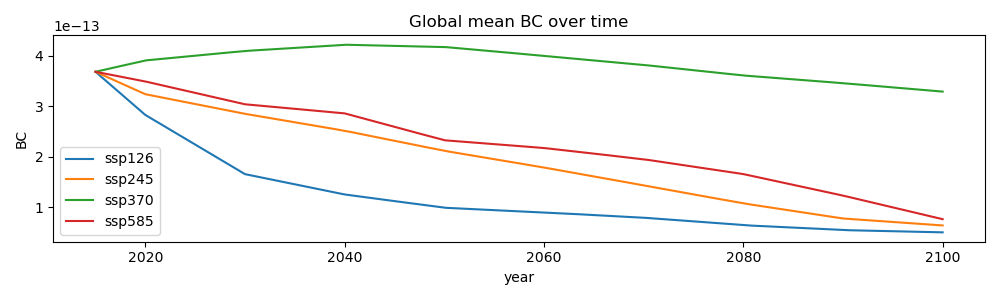 Global mean BC over time
1e−13
4
3
2
1
BC
ssp126
ssp245
ssp370
ssp585
2020 2040 2060 2080 2100
year